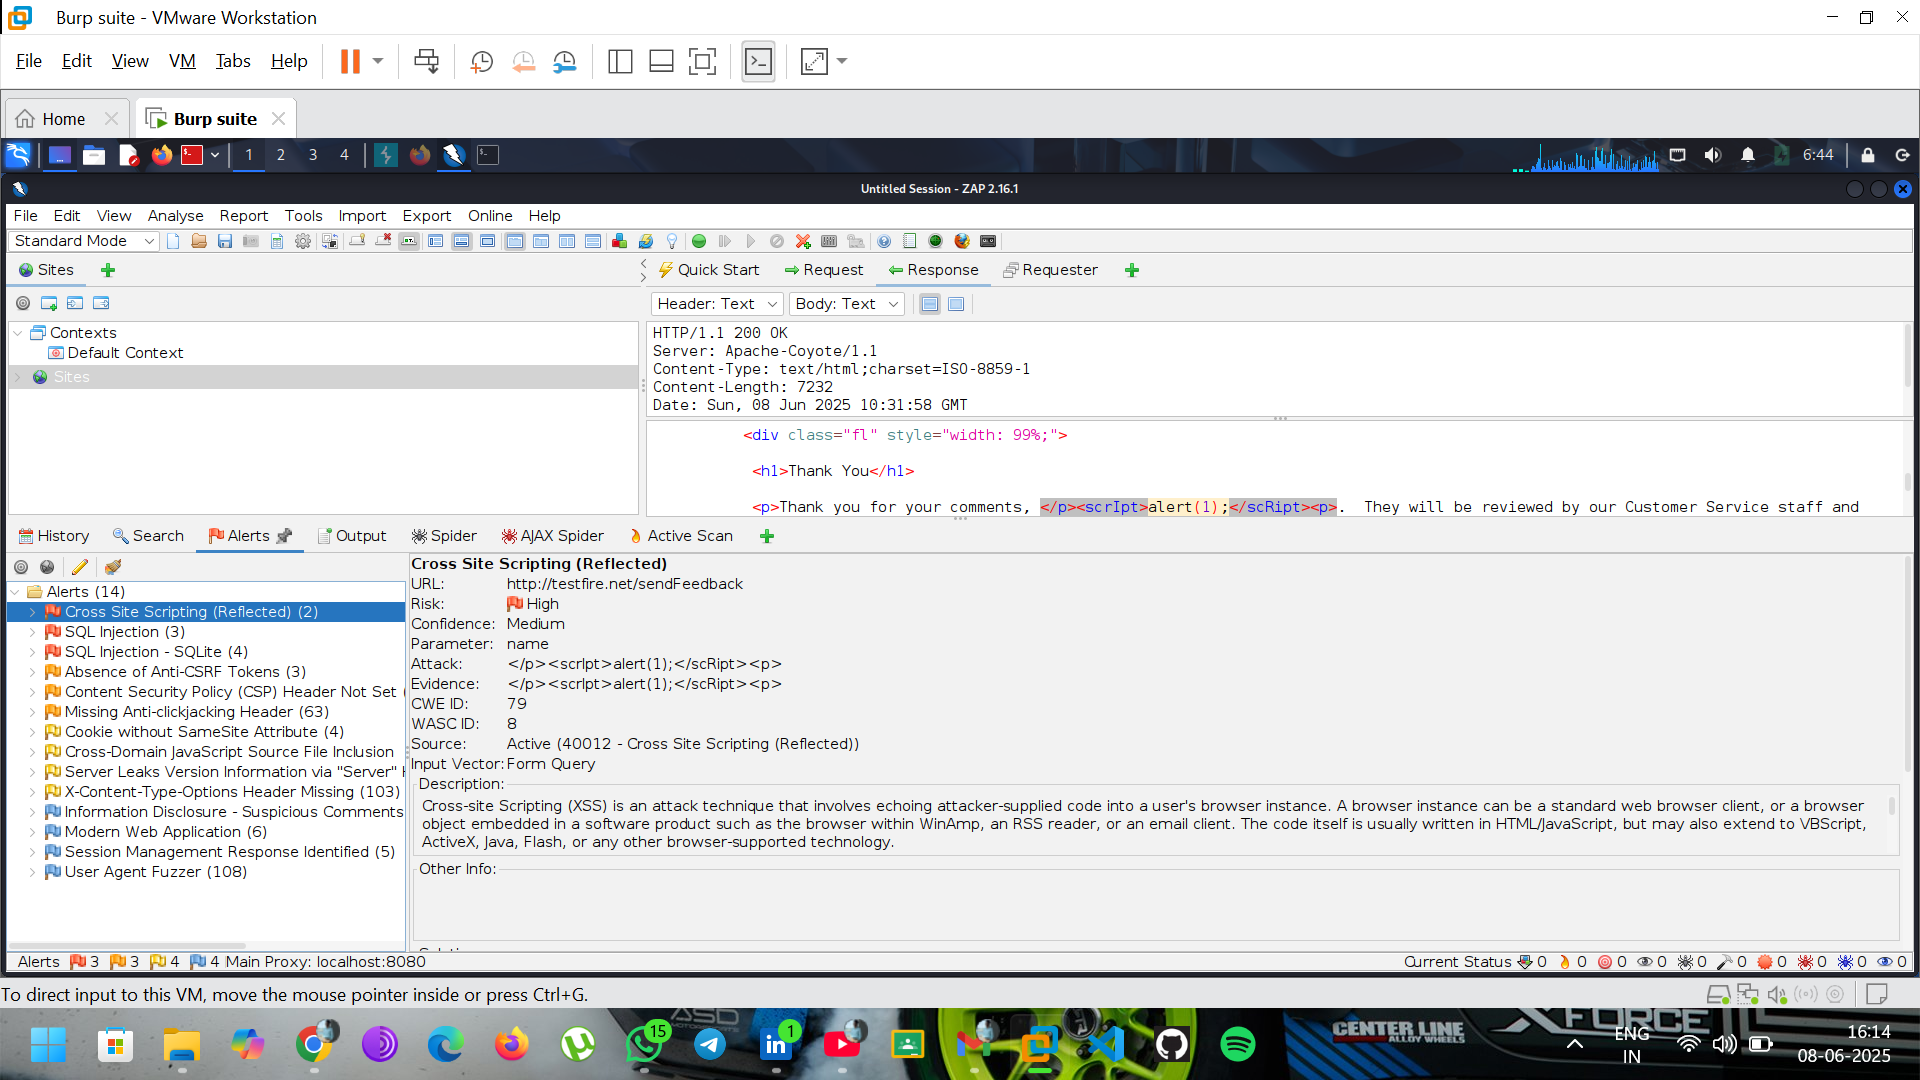 Burp suite - VMware Workstation
File Edit View VM Tabs Help
Home
Burp suite
1 2 3 4
6:44
Untitled Session - ZAP 2.16.1
File Edit View Analyse Report Tools Import Export Online Help
Standard Mode
Sites
Quick Start Request Response Requester
Header: Text Body: Text
Contexts
Default Context
Sites
HTTP/1.1 200 OK
Server: Apache-Coyote/1.1
Content-Type: text/html;charset=ISO-8859-1
Content-Length: 7232
Date: Sun, 08 Jun 2025 10:31:58 GMT
<div class="fl" style="width: 99%;">
<h1>Thank You</h1>
<p>Thank you for your comments, </p><scrIpt>alert(1);</scRipt><p>. They will be reviewed by our Customer Service staff and
History Search Alerts Output Spider AJAX Spider Active Scan
Alerts (14)
Cross Site Scripting (Reflected) (2)
SQL Injection (3)
SQL Injection - SQLite (4)
Absence of Anti-CSRF Tokens (3)
Content Security Policy (CSP) Header Not Set (
Missing Anti-clickjacking Header (63)
Cookie without SameSite Attribute (4)
Cross-Domain JavaScript Source File Inclusion
Server Leaks Version Information via "Server"
X-Content-Type-Options Header Missing (103)
Information Disclosure - Suspicious Comments
Modern Web Application (6)
Session Management Response Identified (5)
User Agent Fuzzer (108)
Cross Site Scripting (Reflected)
URL: http://testfire.net/sendFeedback
Risk: High
Confidence: Medium
Parameter: name
Attack: </p><scrIpt>alert(1);</scRipt><p>
Evidence: </p><scrIpt>alert(1);</scRipt><p>
CWE ID: 79
WASC ID: 8
Source: Active (40012 - Cross Site Scripting (Reflected))
Input Vector: Form Query
Description:
Cross-site Scripting (XSS) is an attack technique that involves echoing attacker-supplied code into a user's browser instance. A browser instance can be a standard web browser client, or a browser
object embedded in a software product such as the browser within WinAmp, an RSS reader, or an email client. The code itself is usually written in HTML/JavaScript, but may also extend to VBScript,
ActiveX, Java, Flash, or any other browser-supported technology.
Other Info:
Alerts 3 3 4 4 Main Proxy: localhost:8080
Current Status 0 0 0 0 0 0 0 0 0 0
To direct input to this VM, move the mouse pointer inside or press Ctrl+G.
ASD
CENTER LINE
ALLOY WHEELS
XFORCE
15
1
ENG
IN
16:14
08-06-2025